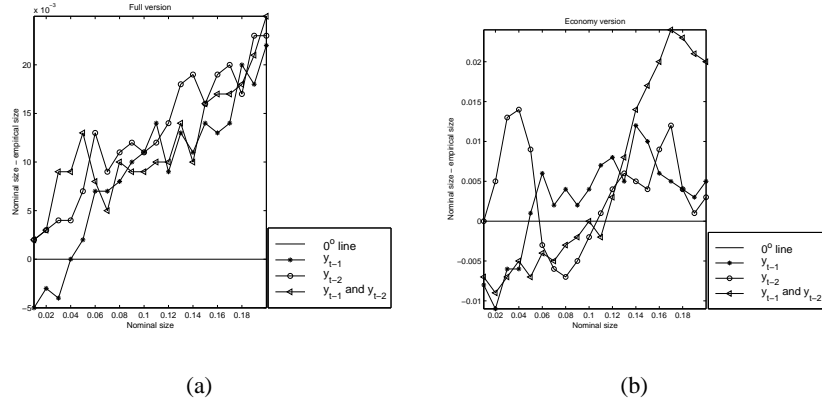 Full version
x 10⁻³
25
20
15
10
5
0
−5
Nominal size − empirical size
0.02 0.04 0.06 0.08 0.1 0.12 0.14 0.16 0.18
Nominal size
0° line
y_{t−1}
y_{t−2}
y_{t−1} and y_{t−2}
(a)
Economy version
0.02
0.015
0.01
0.005
0
−0.005
−0.01
Nominal size − empirical size
0.02 0.04 0.06 0.08 0.1 0.12 0.14 0.16 0.18
Nominal size
0° line
y_{t−1}
y_{t−2}
y_{t−1} and y_{t−2}
(b)